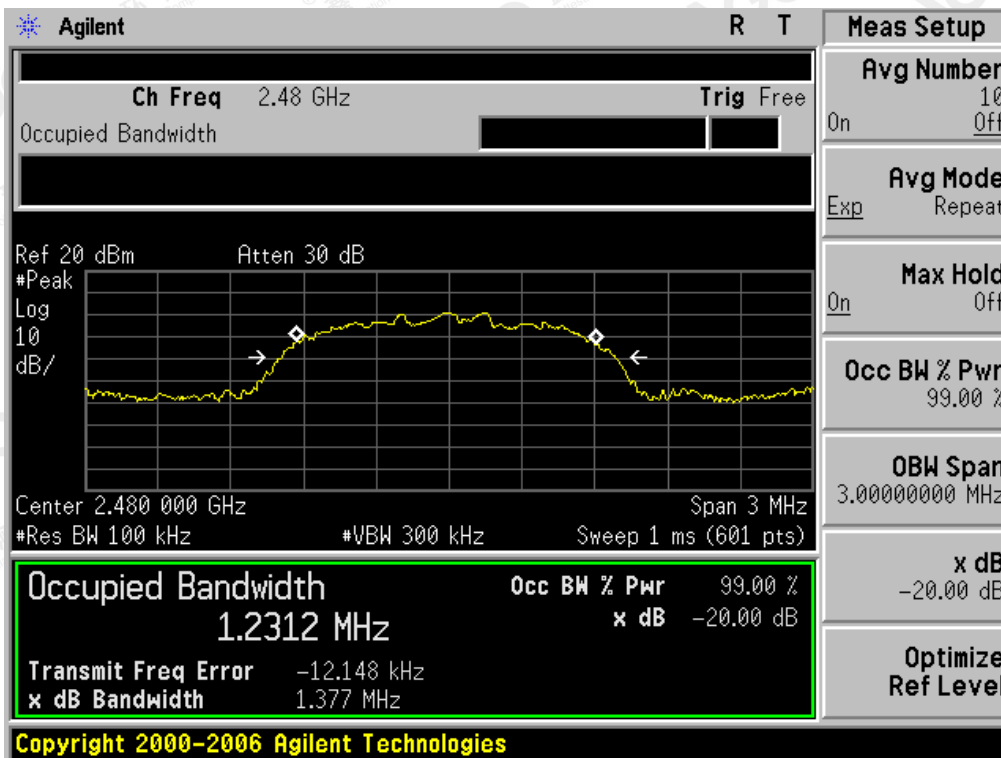 Agilent R T
Ch Freq 2.48 GHz Trig Free
Occupied Bandwidth
Ref 20 dBm Atten 30 dB
#Peak
Log
10
dB/
Center 2.480 000 GHz Span 3 MHz
#Res BW 100 kHz #VBW 300 kHz Sweep 1 ms (601 pts)
Occupied Bandwidth Occ BW % Pwr 99.00 %
1.2312 MHz x dB -20.00 dB
Transmit Freq Error -12.148 kHz
x dB Bandwidth 1.377 MHz
Copyright 2000-2006 Agilent Technologies
Meas Setup
Avg Number
10
On Off
Avg Mode
Exp Repeat
Max Hold
On Off
Occ BW % Pwr
99.00 %
OBW Span
3.00000000 MHz
x dB
-20.00 dB
Optimize
Ref Level